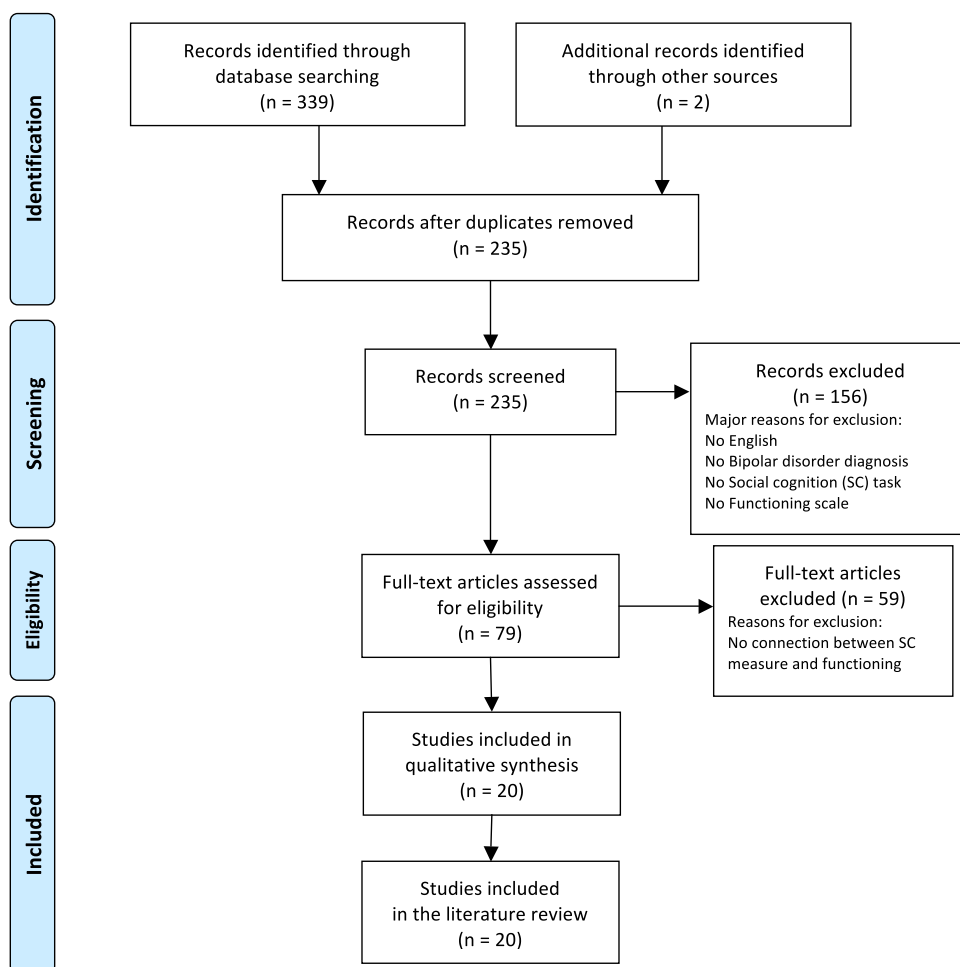 Identification
Records identified through
database searching
(n = 339)
Additional records identified
through other sources
(n = 2)
Records after duplicates removed
(n = 235)
Screening
Records screened
(n = 235)
Records excluded
(n = 156)
Major reasons for exclusion:
No English
No Bipolar disorder diagnosis
No Social cognition (SC) task
No Functioning scale
Eligibility
Full-text articles assessed
for eligibility
(n = 79)
Full-text articles
excluded (n = 59)
Reasons for exclusion:
No connection between SC
measure and functioning
Included
Studies included in
qualitative synthesis
(n = 20)
Studies included
in the literature review
(n = 20)